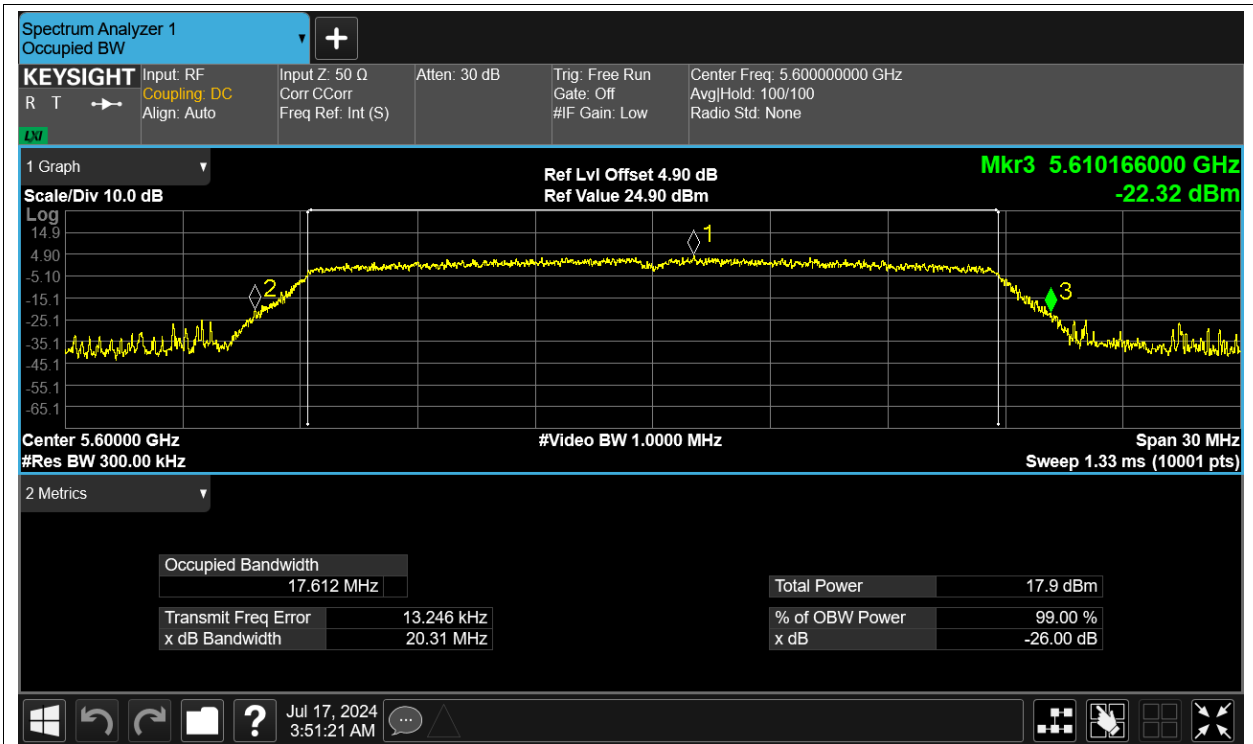 Spectrum Analyzer 1
Occupied BW
KEYSIGHT
R T
LXI
Input: RF
Coupling: DC
Align: Auto
Input Z: 50 Ω
Corr CCorr
Freq Ref: Int (S)
Atten: 30 dB
Trig: Free Run
Gate: Off
#IF Gain: Low
Center Freq: 5.600000000 GHz
Avg|Hold: 100/100
Radio Std: None
1 Graph
Scale/Div 10.0 dB
Ref Lvl Offset 4.90 dB
Ref Value 24.90 dBm
Mkr3 5.610166000 GHz
-22.32 dBm
Log
14.9
4.90
-5.10
-15.1
-25.1
-35.1
-45.1
-55.1
-65.1
1
2
3
Center 5.60000 GHz
#Video BW 1.0000 MHz
Span 30 MHz
#Res BW 300.00 kHz
Sweep 1.33 ms (10001 pts)
2 Metrics
Occupied Bandwidth
17.612 MHz
Transmit Freq Error 13.246 kHz
x dB Bandwidth 20.31 MHz
Total Power 17.9 dBm
% of OBW Power 99.00 %
x dB -26.00 dB
?
Jul 17, 2024
3:51:21 AM